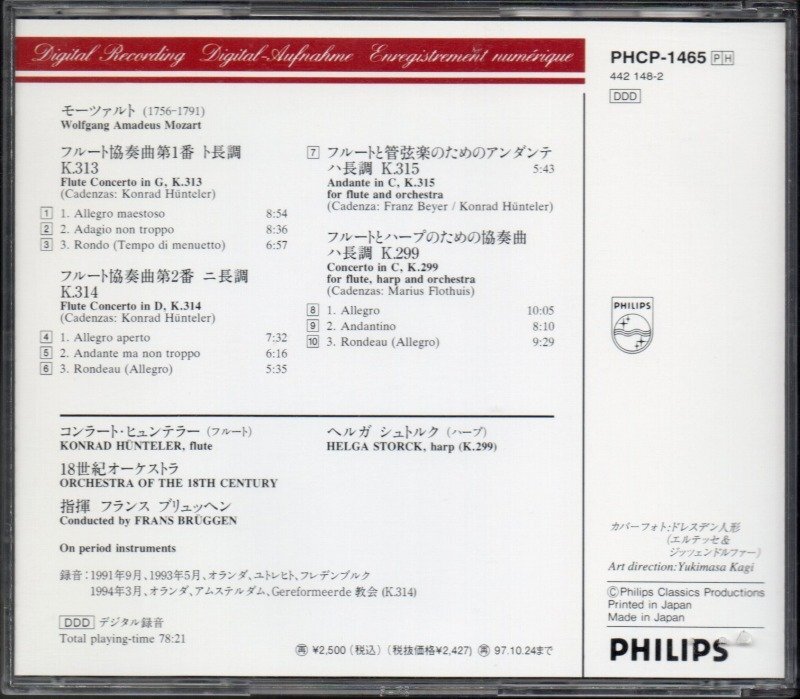 Digital Recording Digital-Aufnahme Enregistrement numérique
PHCP-1465 PH
442 148-2
DDD
モーツァルト (1756-1791)
Wolfgang Amadeus Mozart
フルート協奏曲第1番 ト長調
K.313
Flute Concerto in G, K.313
(Cadenzas: Konrad Hünteler)
1 1. Allegro maestoso 8:54
2 2. Adagio non troppo 8:36
3 3. Rondo (Tempo di menuetto) 6:57
フルート協奏曲第2番 ニ長調
K.314
Flute Concerto in D, K.314
(Cadenzas: Konrad Hünteler)
4 1. Allegro aperto 7:32
5 2. Andante ma non troppo 6:16
6 3. Rondeau (Allegro) 5:35
7 フルートと管弦楽のためのアンダンテ
ハ長調 K.315 5:43
Andante in C, K.315
for flute and orchestra
(Cadenza: Franz Beyer / Konrad Hünteler)
フルートとハープのための協奏曲
ハ長調 K.299
Concerto in C, K.299
for flute, harp and orchestra
(Cadenzas: Marius Flothuis)
8 1. Allegro 10:05
9 2. Andantino 8:10
10 3. Rondeau (Allegro) 9:29
PHILIPS
コンラート・ヒュンテラー (フルート)
KONRAD HÜNTELER, flute
ヘルガ シュトルク (ハープ)
HELGA STORCK, harp (K.299)
18世紀オーケストラ
ORCHESTRA OF THE 18TH CENTURY
指揮 フランス ブリュッヘン
Conducted by FRANS BRÜGGEN
On period instruments
録音：1991年9月、1993年5月、オランダ、ユトレヒト、フレデンブルク
1994年3月、オランダ、アムステルダム、Gereformeerde 教会 (K.314)
DDD デジタル録音
Total playing-time 78:21
再 ¥2,500 (税込) (税抜価格¥2,427) 再 97.10.24まで
カバーフォト：ドレスデン人形
(エルテッセ＆
ジッツェンドルファー)
Art direction: Yukimasa Kagi
©Philips Classics Productions
Printed in Japan
Made in Japan
PHILIPS